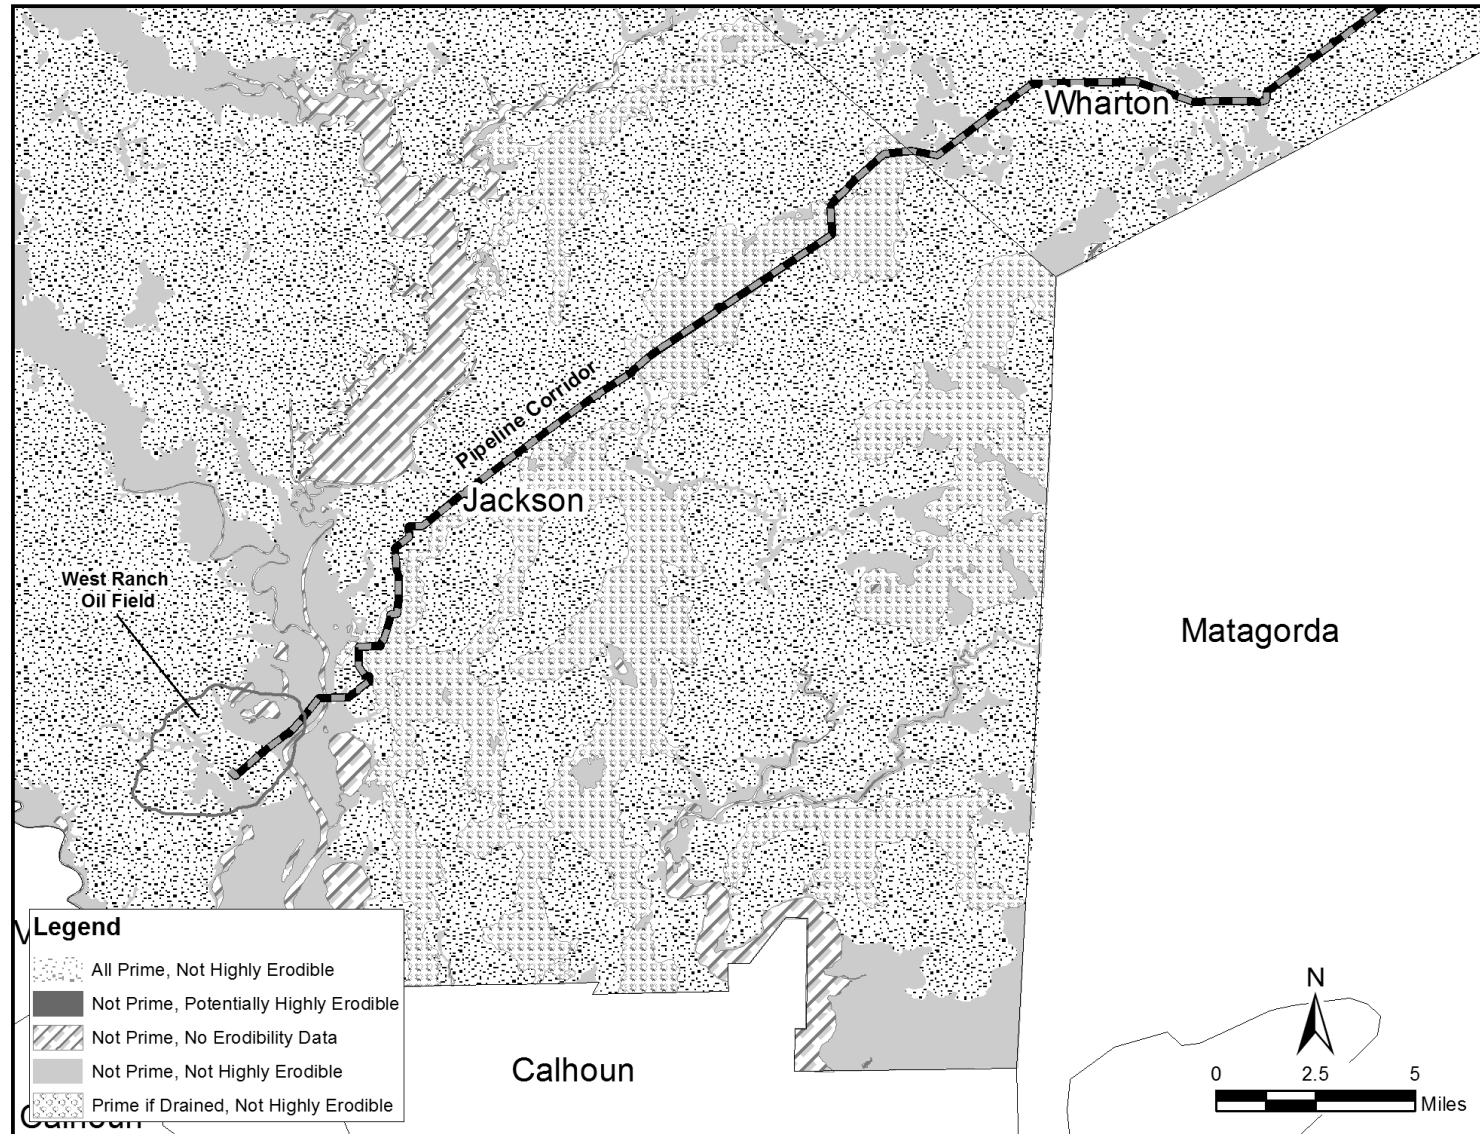 Wharton
Pipeline Corridor
Jackson
West Ranch
Oil Field
Matagorda
Legend
All Prime, Not Highly Erodible
Not Prime, Potentially Highly Erodible
Not Prime, No Erodibility Data
Not Prime, Not Highly Erodible
Prime if Drained, Not Highly Erodible
Calhoun
Calhoun
N
0 2.5 5
Miles